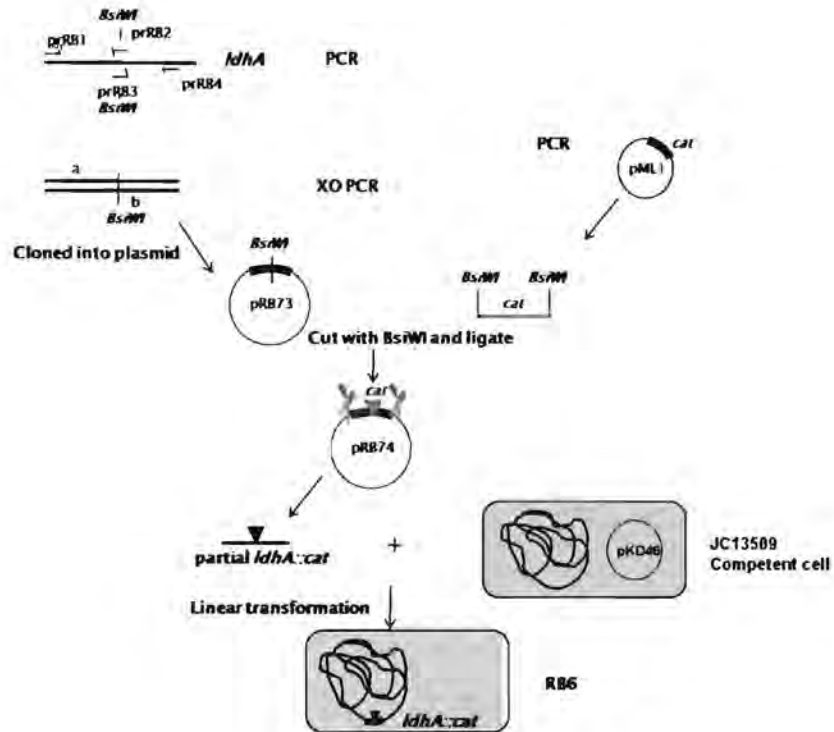 BsiWI
prRB1
prRB2
ldhA
PCR
prRB3
prRB4
BsiWI
PCR
cat
pML1
a
XO PCR
b
BsiWI
Cloned into plasmid
BsiWI
pRB73
BsiWI
BsiWI
cat
Cut with BsiWI and ligate
cat
pRB74
partial ldhA::cat
+
pKD46
JC13509
Competent cell
Linear transformation
RB6
ldhA::cat